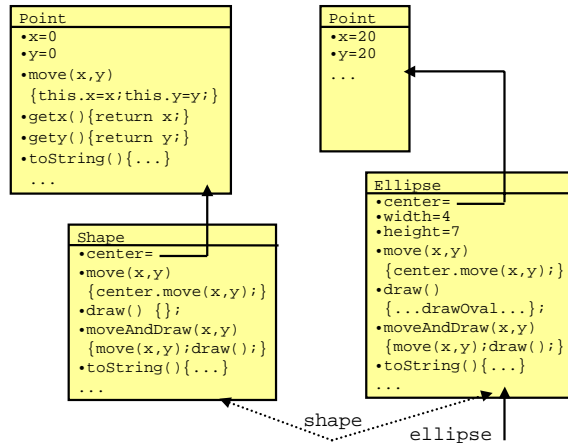 Point
•x=0
•y=0
•move(x,y)
{this.x=x;this.y=y;}
•getx(){return x;}
•gety(){return y;}
•toString(){...}
...
Point
•x=20
•y=20
...
Shape
•center=
•move(x,y)
{center.move(x,y);}
•draw() {};
•moveAndDraw(x,y)
{move(x,y);draw();}
•toString(){...}
...
Ellipse
•center=
•width=4
•height=7
•move(x,y)
{center.move(x,y);}
•draw()
{...drawOval...};
•moveAndDraw(x,y)
{move(x,y);draw();}
•toString(){...}
...
shape
ellipse